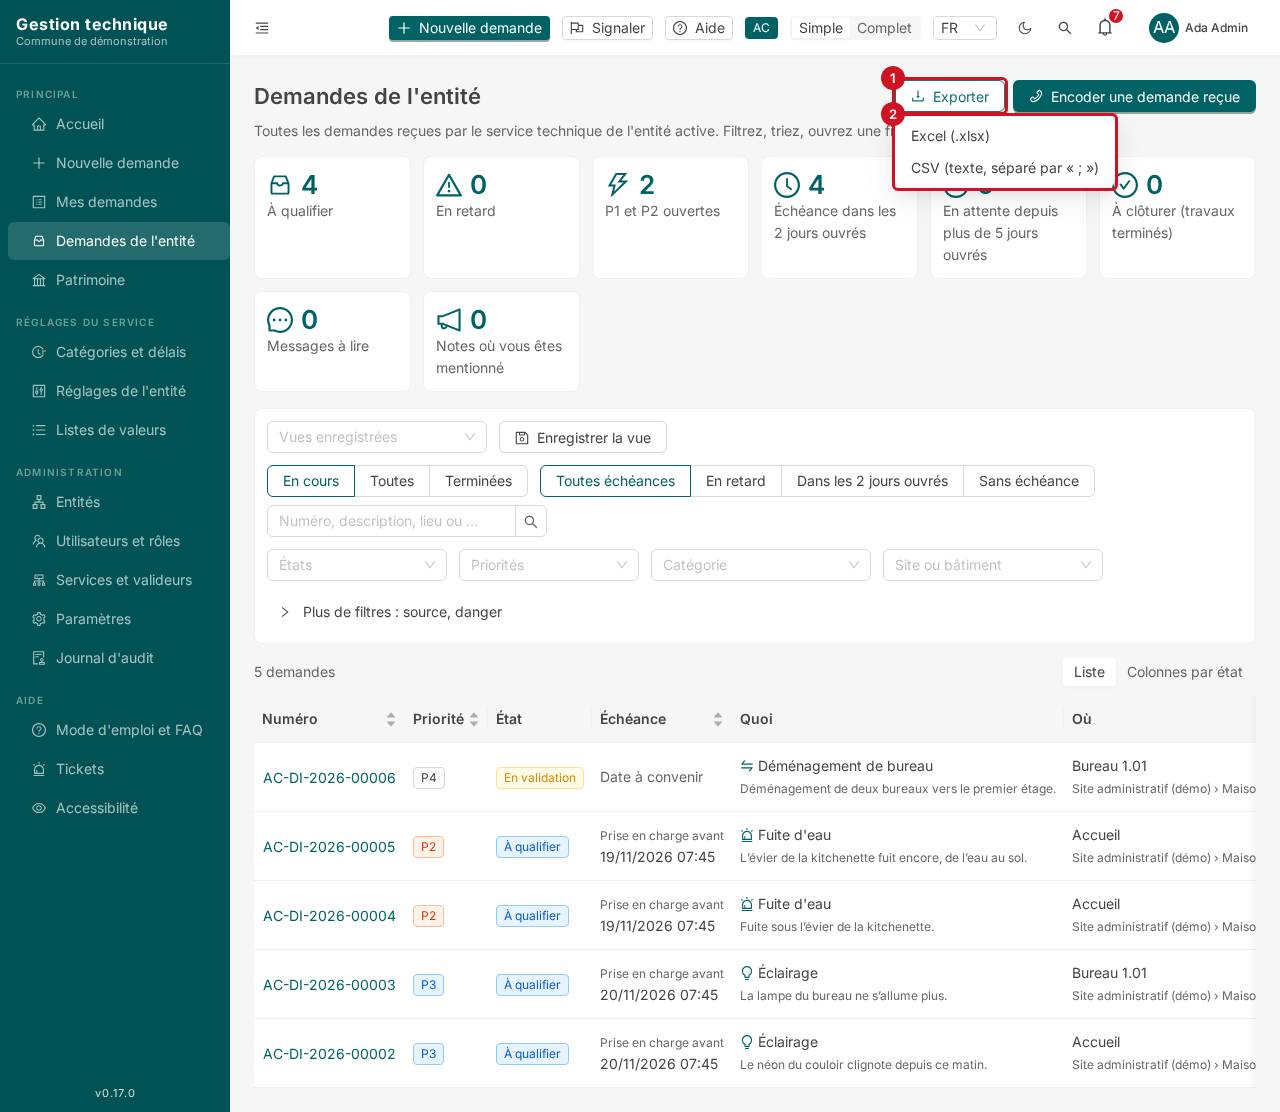 Gestion technique
Commune de démonstration
PRINCIPAL
Accueil
Nouvelle demande
Mes demandes
Demandes de l'entité
Patrimoine
RÉGLAGES DU SERVICE
Catégories et délais
Réglages de l'entité
Listes de valeurs
ADMINISTRATION
Entités
Utilisateurs et rôles
Services et valideurs
Paramètres
Journal d'audit
AIDE
Mode d'emploi et FAQ
Tickets
Accessibilité
v0.17.0
Nouvelle demande
Signaler
Aide
AC
Simple
Complet
FR
7
AA
Ada Admin
Demandes de l'entité
1
Exporter
Encoder une demande reçue
Toutes les demandes reçues par le service technique de l'entité active. Filtrez, triez, ouvrez une
2
Excel (.xlsx)
CSV (texte, séparé par « ; »)
4
À qualifier
0
En retard
2
P1 et P2 ouvertes
4
Échéance dans les
2 jours ouvrés
En attente depuis
plus de 5 jours
ouvrés
0
À clôturer (travaux
terminés)
0
Messages à lire
0
Notes où vous êtes
mentionné
Vues enregistrées
Enregistrer la vue
En cours
Toutes
Terminées
Toutes échéances
En retard
Dans les 2 jours ouvrés
Sans échéance
Numéro, description, lieu ou ...
États
Priorités
Catégorie
Site ou bâtiment
Plus de filtres : source, danger
5 demandes
Liste
Colonnes par état
Numéro
Priorité
État
Échéance
Quoi
Où
AC-DI-2026-00006
P4
En validation
Date à convenir
Déménagement de bureau
Déménagement de deux bureaux vers le premier étage.
Bureau 1.01
Site administratif (démo) › Maiso
AC-DI-2026-00005
P2
À qualifier
Prise en charge avant
19/11/2026 07:45
Fuite d'eau
L’évier de la kitchenette fuit encore, de l’eau au sol.
Accueil
Site administratif (démo) › Maiso
AC-DI-2026-00004
P2
À qualifier
Prise en charge avant
19/11/2026 07:45
Fuite d'eau
Fuite sous l’évier de la kitchenette.
Accueil
Site administratif (démo) › Maiso
AC-DI-2026-00003
P3
À qualifier
Prise en charge avant
20/11/2026 07:45
Éclairage
La lampe du bureau ne s’allume plus.
Bureau 1.01
Site administratif (démo) › Maiso
AC-DI-2026-00002
P3
À qualifier
Prise en charge avant
20/11/2026 07:45
Éclairage
Le néon du couloir clignote depuis ce matin.
Accueil
Site administratif (démo) › Maiso